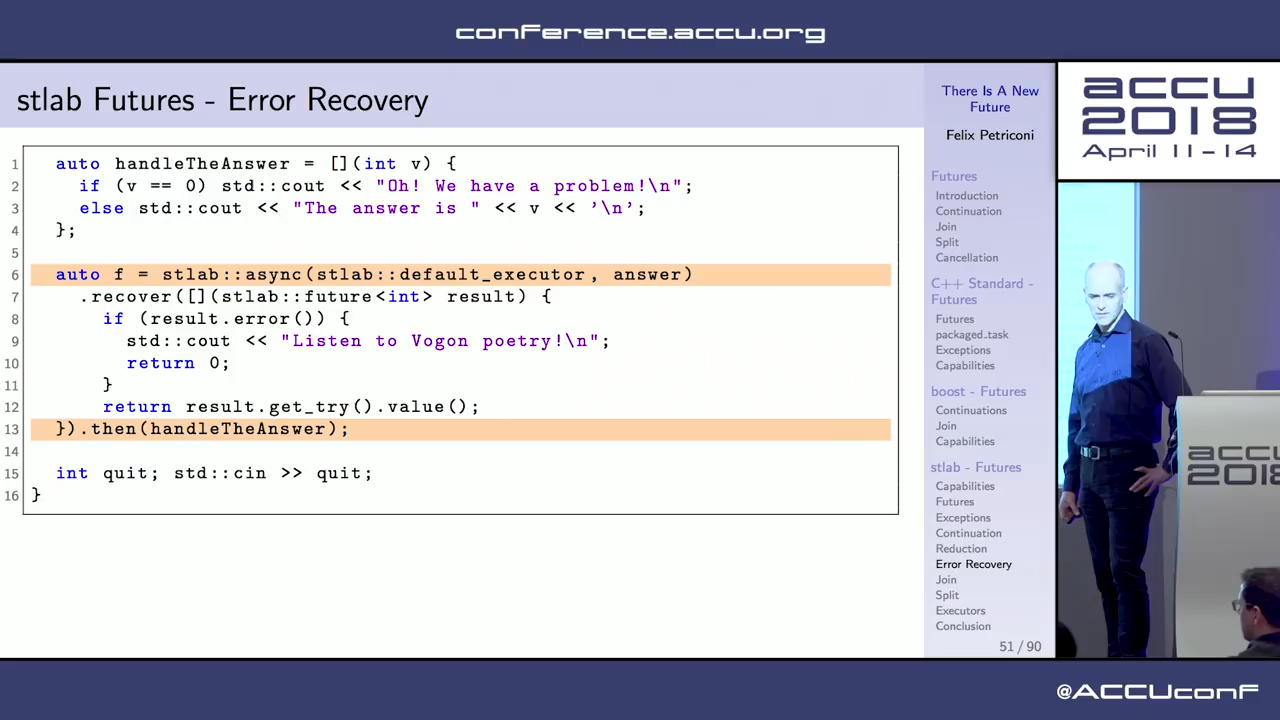 conference.accu.org
stlab Futures - Error Recovery
1 auto handleTheAnswer = [](int v) {
2 if (v == 0) std::cout << "Oh! We have a problem!\n";
3 else std::cout << "The answer is " << v << '\n';
4 };
5
6 auto f = stlab::async(stlab::default_executor, answer)
7 .recover([](stlab::future<int> result) {
8 if (result.error()) {
9 std::cout << "Listen to Vogon poetry!\n";
10 return 0;
11 }
12 return result.get_try().value();
13 }).then(handleTheAnswer);
14
15 int quit; std::cin >> quit;
16 }
There Is A New
Future
Felix Petriconi
Futures
Introduction
Continuation
Join
Split
Cancellation
C++ Standard -
Futures
Futures
packaged_task
Exceptions
Capabilities
boost - Futures
Continuations
Join
Capabilities
stlab - Futures
Capabilities
Futures
Exceptions
Continuation
Reduction
Error Recovery
Join
Split
Executors
Conclusion
51 / 90
accu
2018
April 11-14
accu
2018
@ACCUconf